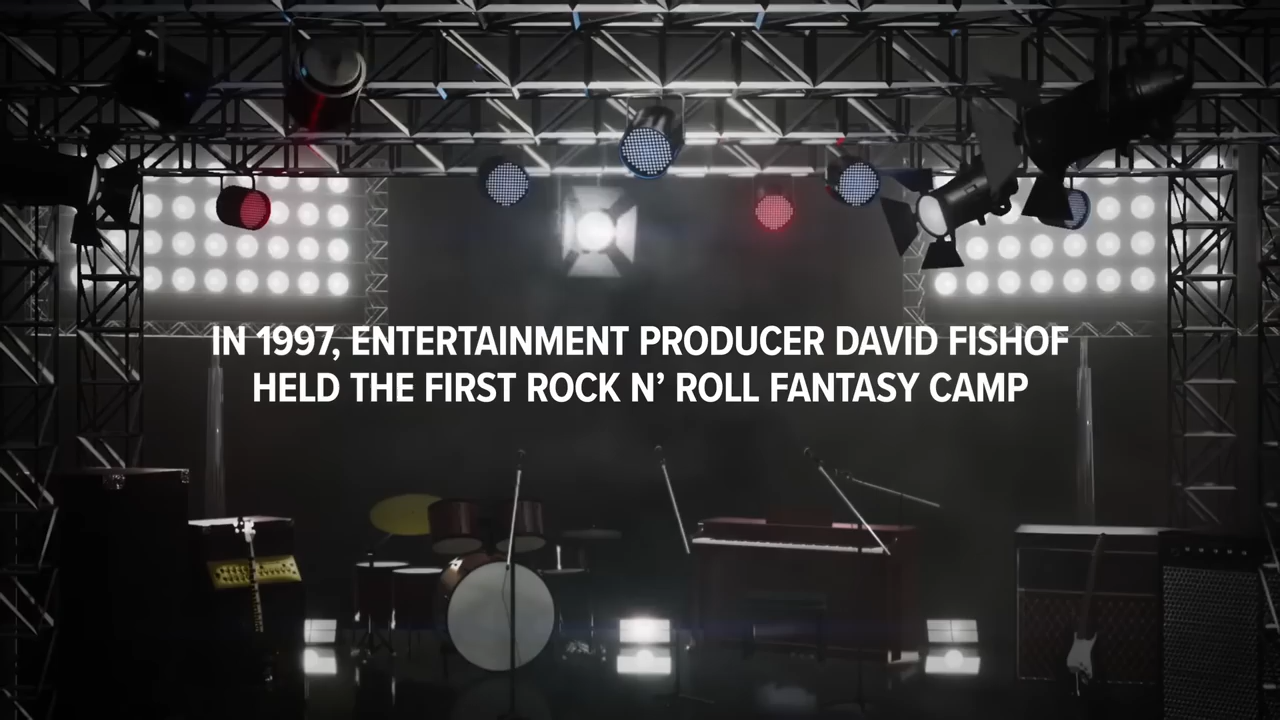 IN 1997, ENTERTAINMENT PRODUCER DAVID FISHOF
HELD THE FIRST ROCK N’ ROLL FANTASY CAMP